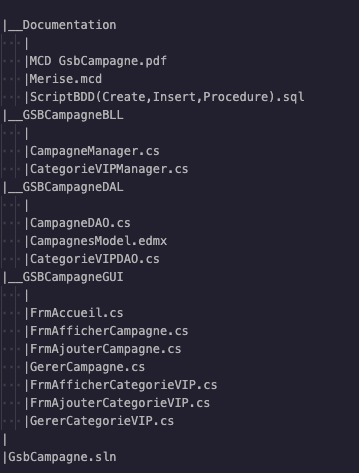 |__Documentation
|
|MCD GsbCampagne.pdf
|Merise.mcd
|ScriptBDD(Create,Insert,Procedure).sql
|__GSBCampagneBLL
|
|CampagneManager.cs
|CategorieVIPManager.cs
|__GSBCampagneDAL
|
|CampagneDAO.cs
|CampagnesModel.edmx
|CategorieVIPDAO.cs
|__GSBCampagneGUI
|
|FrmAccueil.cs
|FrmAfficherCampagne.cs
|FrmAjouterCampagne.cs
|GererCampagne.cs
|FrmAfficherCategorieVIP.cs
|FrmAjouterCategorieVIP.cs
|GererCategorieVIP.cs
|
|GsbCampagne.sln